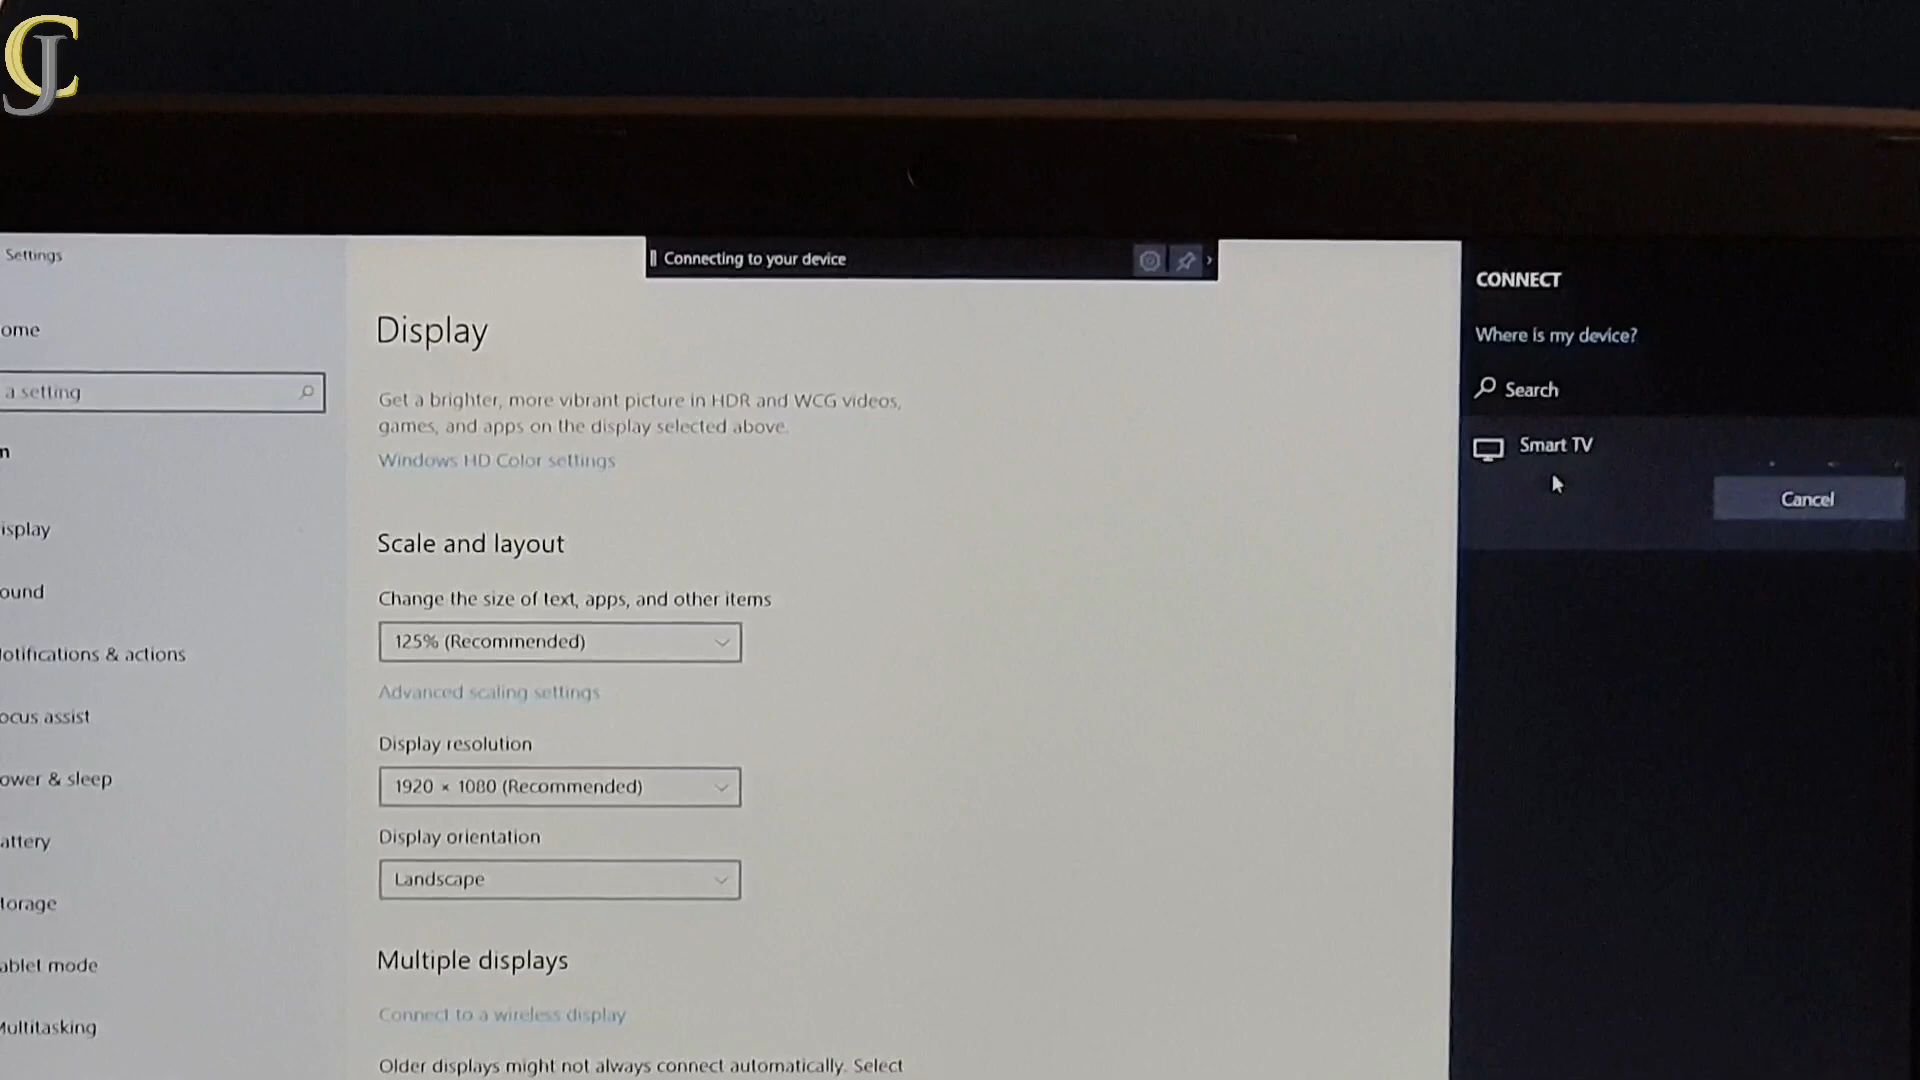 CJ
Settings
Connecting to your device
CONNECT
Where is my device?
Search
Smart TV
Cancel
ome
a setting
n
isplay
ound
otifications & actions
ocus assist
ower & sleep
attery
torage
ablet mode
Multitasking
Display
Get a brighter, more vibrant picture in HDR and WCG videos,
games, and apps on the display selected above.
Windows HD Color settings
Scale and layout
Change the size of text, apps, and other items
125% (Recommended)
Advanced scaling settings
Display resolution
1920 × 1080 (Recommended)
Display orientation
Landscape
Multiple displays
Connect to a wireless display
Older displays might not always connect automatically. Select